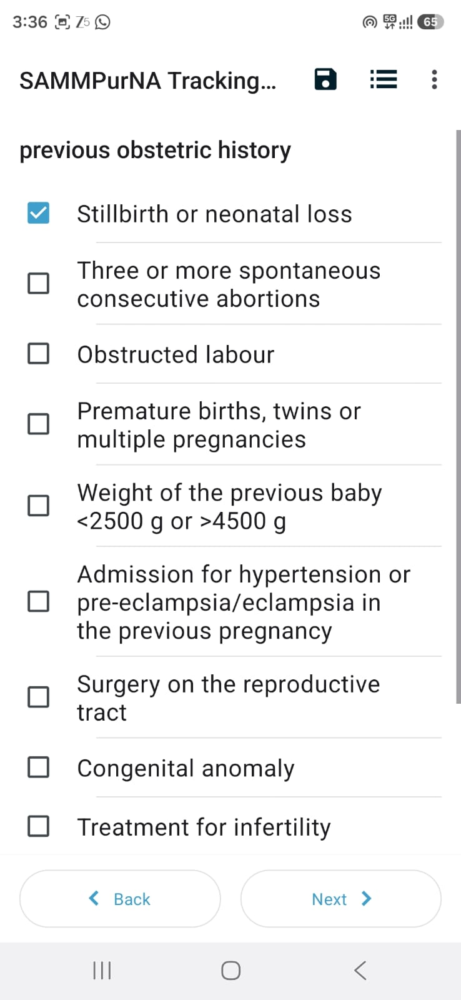 3:36
5G
65
SAMMPurNA Tracking...
previous obstetric history
Stillbirth or neonatal loss
Three or more spontaneous
consecutive abortions
Obstructed labour
Premature births, twins or
multiple pregnancies
Weight of the previous baby
<2500 g or >4500 g
Admission for hypertension or
pre-eclampsia/eclampsia in
the previous pregnancy
Surgery on the reproductive
tract
Congenital anomaly
Treatment for infertility
Back
Next